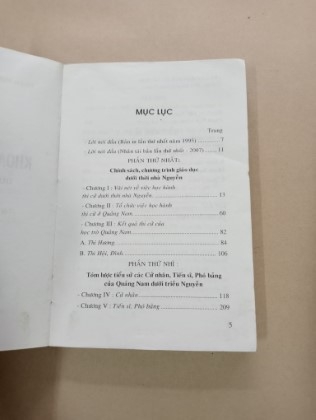 MỤC LỤC
Trang
- Lời nói đầu (Bản in lần thứ nhất năm 1995) 7
- Lời nói đầu (Nhân tái bản lần thứ nhất - 2007) 11
PHẦN THỨ NHẤT:
Chính sách, chương trình giáo dục
dưới thời nhà Nguyễn
- Chương I : Vài nét về việc học hành
thi cử dưới thời nhà Nguyễn 13
- Chương II : Tổ chức việc học hành
thi cử ở Quảng Nam 60
- Chương III : Kết quả thi cử của
học trò Quảng Nam 82
A. Thi Hương 84
B. Thi Hội, Đình 106
PHẦN THỨ NHÌ :
Tóm lược tiểu sử các Cử nhân, Tiến sĩ, Phó bảng
của Quảng Nam dưới triều Nguyễn
- Chương IV : Cử nhân 118
- Chương V : Tiến sĩ, Phó bảng 209
5